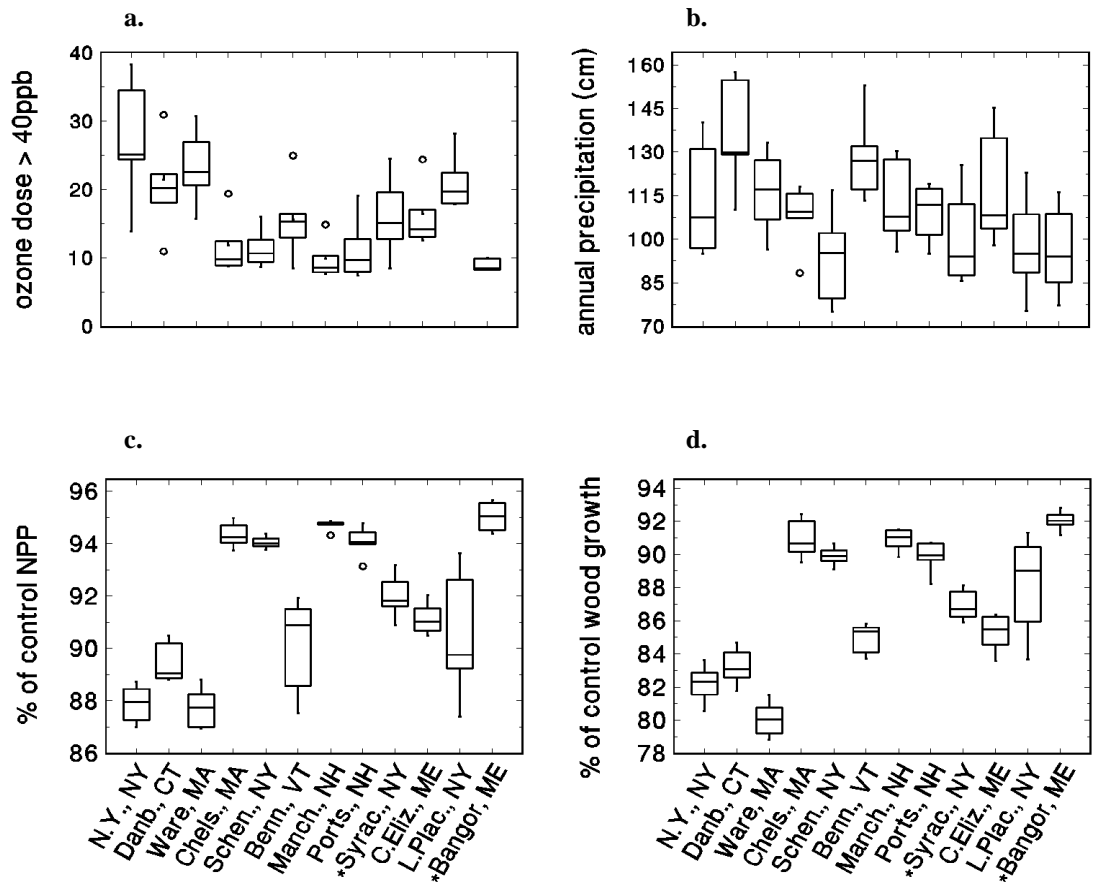 a.
ozone dose > 40ppb
40
30
20
10
0
b.
annual precipitation (cm)
160
145
130
115
100
85
70
c.
% of control NPP
96
94
92
90
88
86
N.Y., NY
Danb., CT
Ware, MA
Chels., MA
Schen., NY
Benn., VT
Manch., NH
Ports., NH
*Syrac., NY
C.Eliz., ME
L.Plac., NY
*Bangor, ME
d.
% of control wood growth
94
92
90
88
86
84
82
80
78
N.Y., NY
Danb., CT
Ware, MA
Chels., MA
Schen., NY
Benn., VT
Manch., NH
Ports., NH
*Syrac., NY
C.Eliz., ME
L.Plac., NY
*Bangor, ME